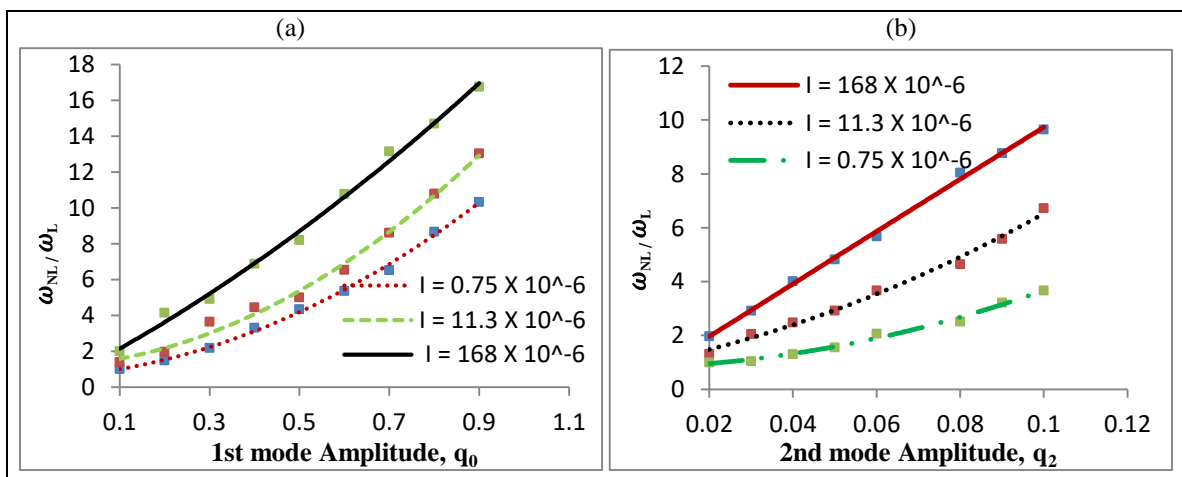 (a)
ω_NL / ω_L
18
16
14
12
10
8
6
4
2
0
I = 0.75 X 10^-6
I = 11.3 X 10^-6
I = 168 X 10^-6
0.1 0.3 0.5 0.7 0.9 1.1
1st mode Amplitude, q_0
(b)
ω_NL / ω_L
12
10
8
6
4
2
0
I = 168 X 10^-6
I = 11.3 X 10^-6
I = 0.75 X 10^-6
0.02 0.04 0.06 0.08 0.1 0.12
2nd mode Amplitude, q_2